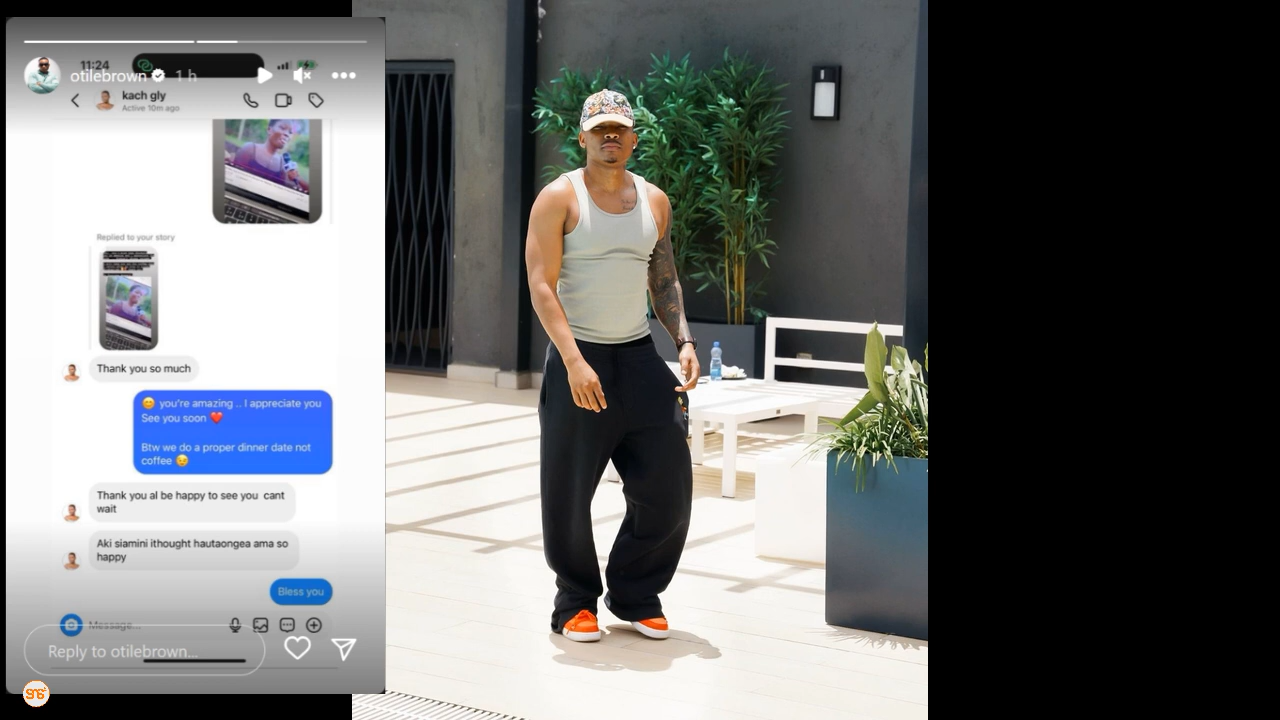 11:24
otilebrown 1 h
kach gly
Active 10m ago
Replied to your story
Thank you so much
😊 you're amazing .. I appreciate you
See you soon ❤️
Btw we do a proper dinner date not
coffee 😉
Thank you al be happy to see you cant
wait
Aki siamini ithought hautaongea ama so
happy
Bless you
Message...
Reply to otilebrown...